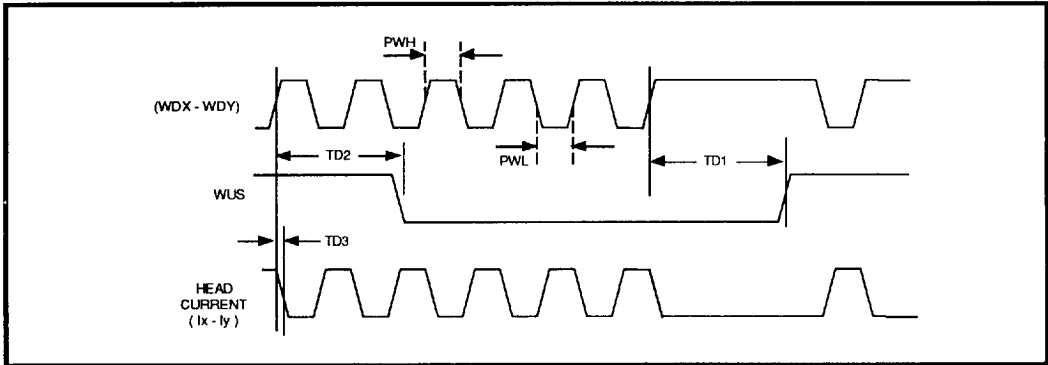 PWH
(WDX - WDY)
TD2
PWL
TD1
WUS
TD3
HEAD
CURRENT
( Ix - Iy )